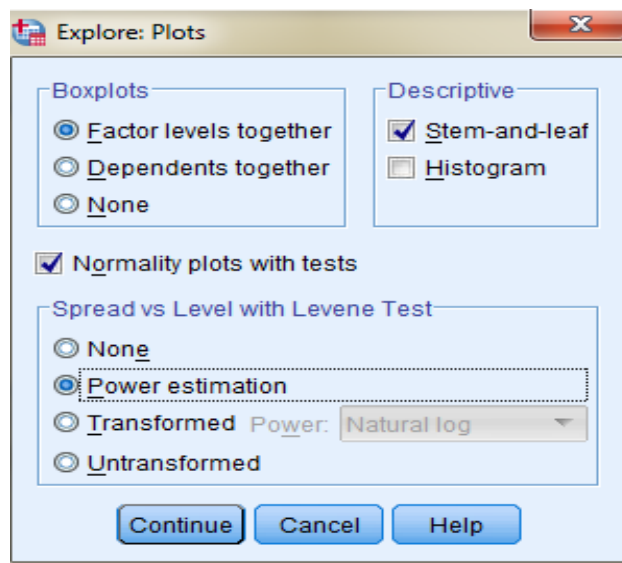 Explore: Plots
Boxplots
Factor levels together
Dependents together
None
Descriptive
Stem-and-leaf
Histogram
Normality plots with tests
Spread vs Level with Levene Test
None
Power estimation
Transformed Power: Natural log
Untransformed
Continue Cancel Help